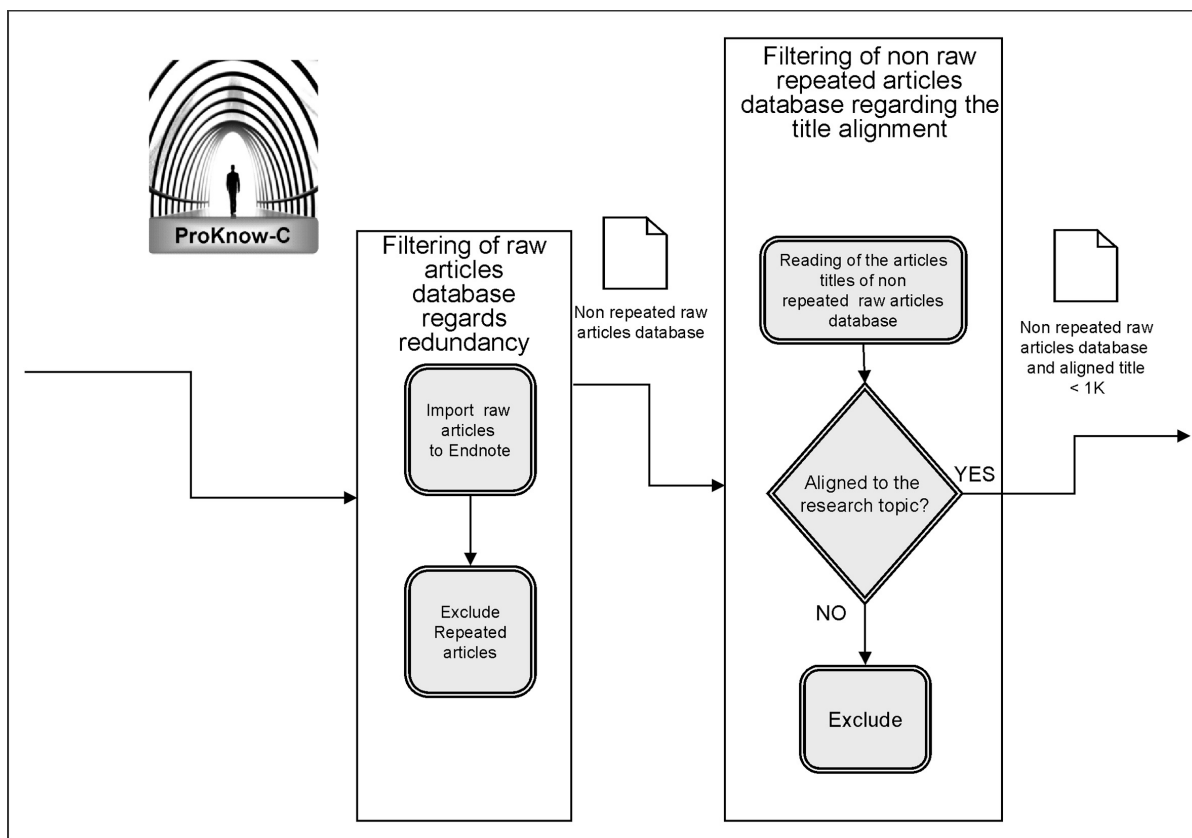 ProKnow-C
Filtering of raw
articles
database
regards
redundancy
Import raw
articles
to Endnote
Exclude
Repeated
articles
Non repeated raw
articles database
Filtering of non raw
repeated articles
database regarding the
title alignment
Reading of the articles
titles of non
repeated raw articles
database
Aligned to the
research topic?
YES
NO
Exclude
Non repeated raw
articles database
and aligned title
< 1K